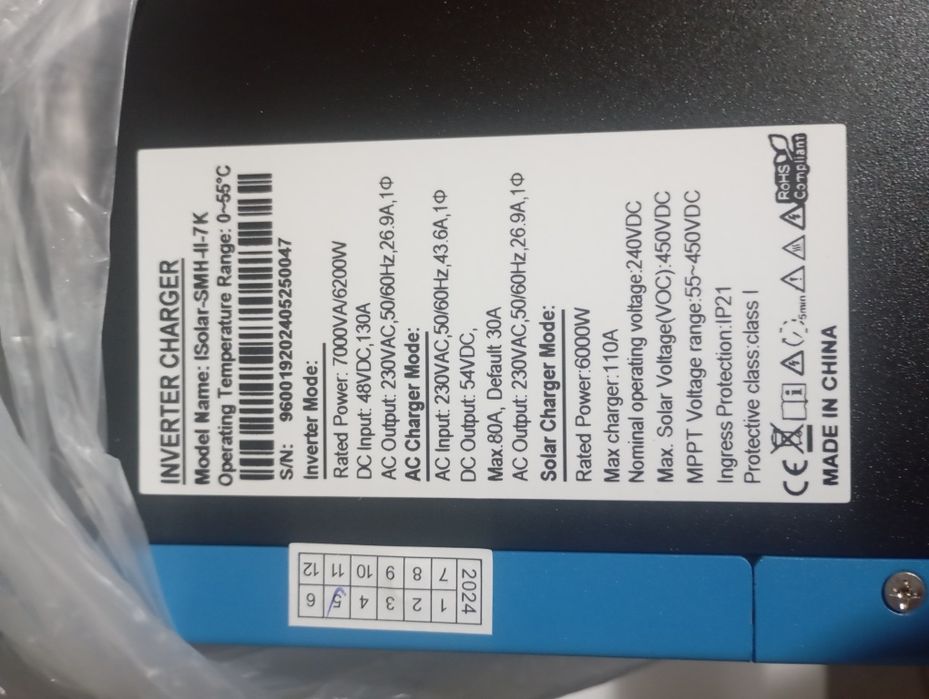 INVERTER CHARGER
Model Name: ISolar-SMH-II-7K
Operating Temperature Range: 0~55°C
S/N: 96001920240525​0047
Inverter Mode:
Rated Power: 7000VA/6200W
DC Input: 48VDC,130A
AC Output: 230VAC,50/60Hz,26.9A,1Φ
AC Charger Mode:
AC Input: 230VAC,50/60Hz,43.6A,1Φ
DC Output: 54VDC,
Max.80A, Default 30A
AC Output: 230VAC,50/60Hz,26.9A,1Φ
Solar Charger Mode:
Rated Power:6000W
Max charger:110A
Nominal operating voltage:240VDC
Max. Solar Voltage(VOC):450VDC
MPPT Voltage range:55~450VDC
Ingress Protection:IP21
Protective class:class I
CE 5min RoHS
Compliant
MADE IN CHINA
2024
1 7
2 8
3 9
4 10
5 11
6 12